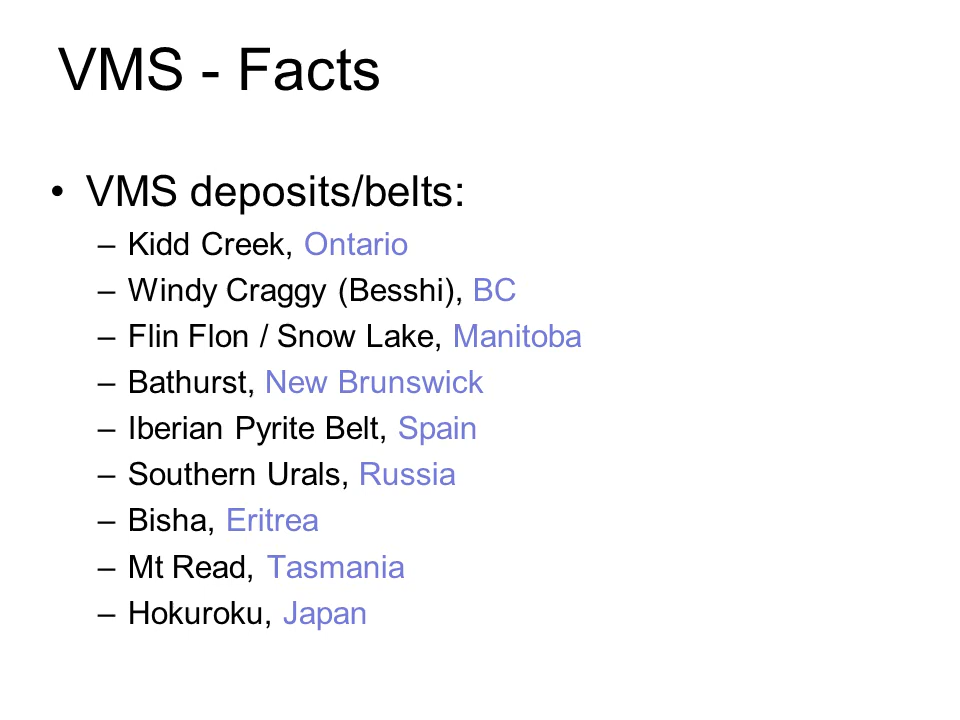 VMS - Facts
• VMS deposits/belts:
– Kidd Creek, Ontario
– Windy Craggy (Besshi), BC
– Flin Flon / Snow Lake, Manitoba
– Bathurst, New Brunswick
– Iberian Pyrite Belt, Spain
– Southern Urals, Russia
– Bisha, Eritrea
– Mt Read, Tasmania
– Hokuroku, Japan